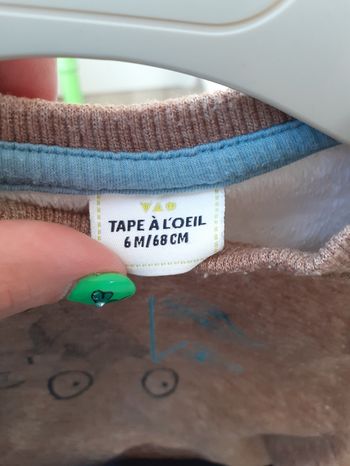 TAPE À L'OEIL
6 M/68 CM